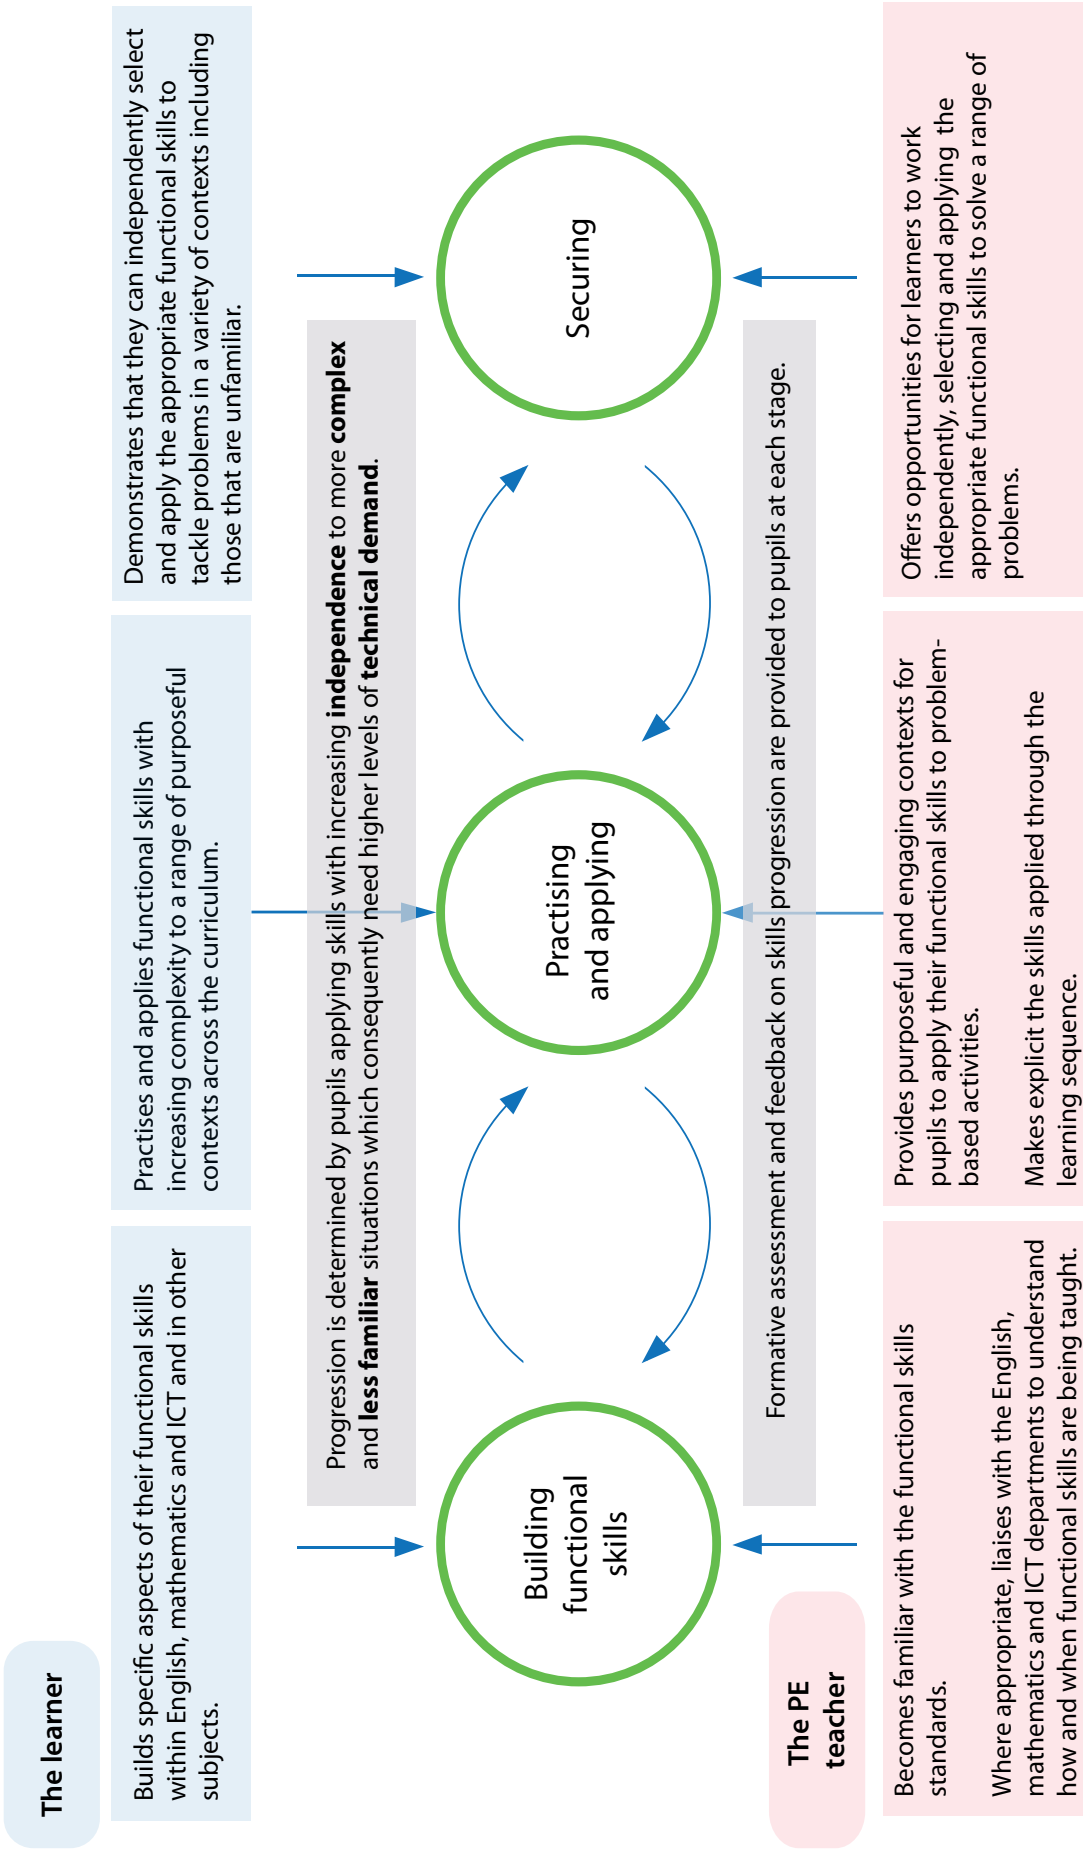 The learner
Builds specific aspects of their functional skills
within English, mathematics and ICT and in other
subjects.
Practises and applies functional skills with
increasing complexity to a range of purposeful
contexts across the curriculum.
Demonstrates that they can independently select
and apply the appropriate functional skills to
tackle problems in a variety of contexts including
those that are unfamiliar.
Progression is determined by pupils applying skills with increasing independence to more complex
and less familiar situations which consequently need higher levels of technical demand.
Building
functional
skills
Practising
and applying
Securing
Formative assessment and feedback on skills progression are provided to pupils at each stage.
The PE
teacher
Becomes familiar with the functional skills
standards.
Where appropriate, liaises with the English,
mathematics and ICT departments to understand
how and when functional skills are being taught.
Provides purposeful and engaging contexts for
pupils to apply their functional skills to problem-
based activities.
Makes explicit the skills applied through the
learning sequence.
Offers opportunities for learners to work
independently, selecting and applying the
appropriate functional skills to solve a range of
problems.